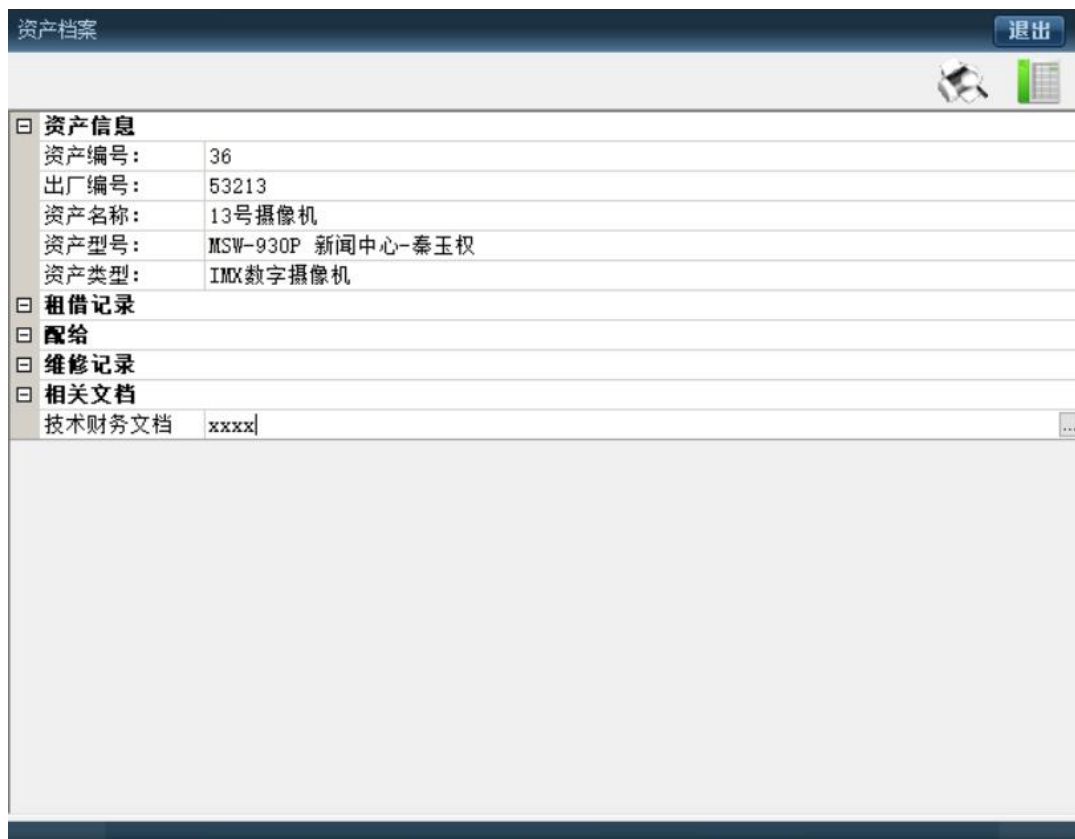 资产档案 退出
资产信息
资产编号: 36
出厂编号: 53213
资产名称: 13号摄像机
资产型号: MSW-930P 新闻中心-秦玉权
资产类型: IMX数字摄像机
租借记录
配给
维修记录
相关文档
技术财务文档 xxxx
...